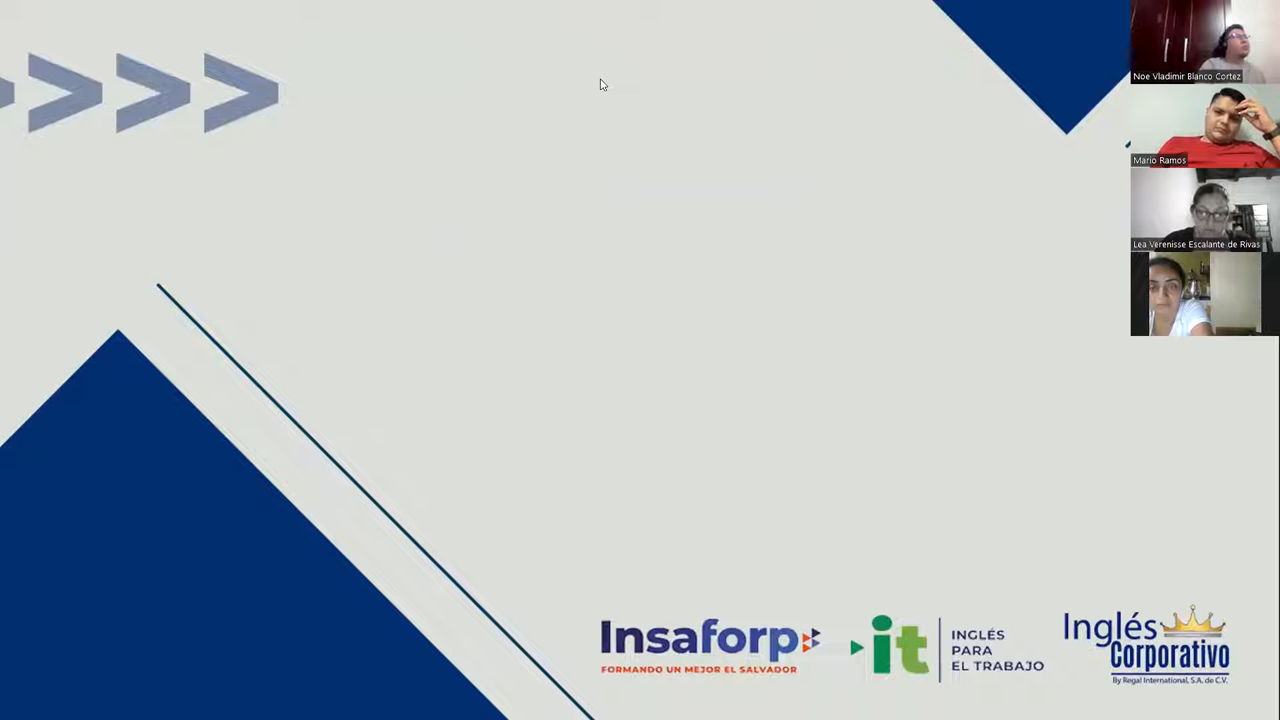 Noe Vladimir Blanco Cortez
Mario Ramos
Lea Verenisse Escalante de Rivas
Insaforp
FORMANDO UN MEJOR EL SALVADOR
it
INGLÉS
PARA
EL TRABAJO
Inglés
Corporativo
By Regal International, S.A. de C.V.